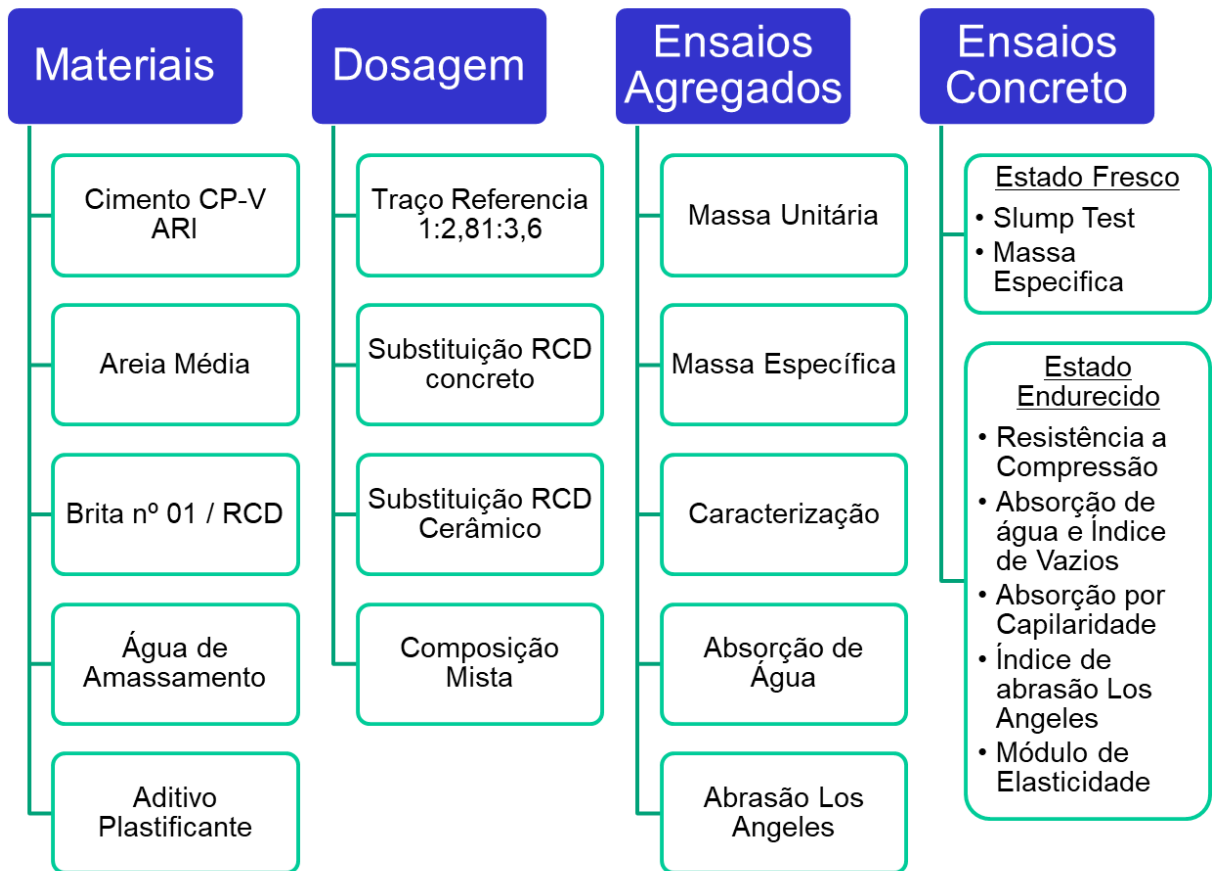 Materiais
Cimento CP-V
ARI
Areia Média
Brita nº 01 / RCD
Água de
Amassamento
Aditivo
Plastificante
Dosagem
Traço Referencia
1:2,81:3,6
Substituição RCD
concreto
Substituição RCD
Cerâmico
Composição
Mista
Ensaios
Agregados
Massa Unitária
Massa Específica
Caracterização
Absorção de
Água
Abrasão Los
Angeles
Ensaios
Concreto
Estado Fresco
• Slump Test
• Massa
Especifica
Estado
Endurecido
• Resistência a
Compressão
• Absorção de
água e Índice
de Vazios
• Absorção por
Capilaridade
• Índice de
abrasão Los
Angeles
• Módulo de
Elasticidade